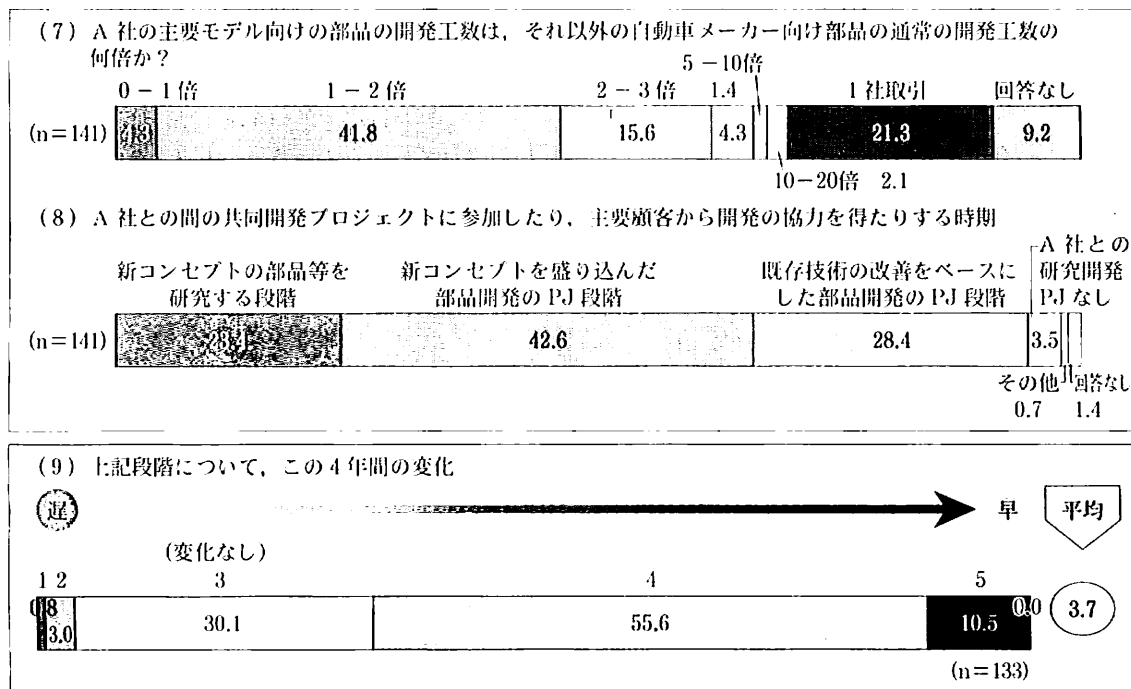 (7) A社の主要モデル向けの部品の開発工数は，それ以外の自動車メーカー向け部品の通常の開発工数の
何倍か？
5－10倍
0－1倍 1－2倍 2－3倍 1.4 1社取引 回答なし
(n＝141) 4.3 41.8 15.6 4.3 21.3 9.2
10－20倍 2.1
(8) A社との間の共同開発プロジェクトに参加したり，主要顧客から開発の協力を得たりする時期
A社との
新コンセプトの部品等を 新コンセプトを盛り込んだ 既存技術の改善をベースに 研究開発
研究する段階 部品開発のPJ段階 した部品開発のPJ段階 PJなし
(n＝141) 42.6 28.4 3.5
その他 回答なし
0.7 1.4
(9) 上記段階について，この4年間の変化
遅 早 平均
(変化なし)
1 2 3 4 5
0.8 3.0 30.1 55.6 10.5 0.0 3.7
(n＝133)